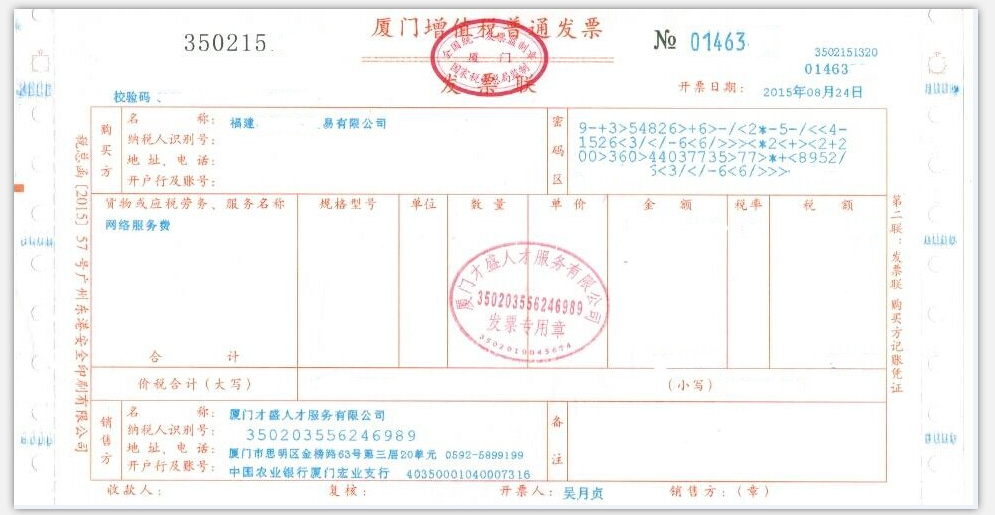 厦门增值税普通发票
350215
全国统一发票监制章
厦 门
国家税务总局监制
发 票 联
№ 01463
3502151320
01463
开票日期: 2015年08月24日
校验码
购买方
名 称: 福建 易有限公司
纳税人识别号:
地 址、电 话:
开户行及账号:
密码区
9-+3>54826>+6>-/<2*-5-/<<4-
1526<3/</-6<6/>>><*2<+><2+2
00>360>44037735>77>*+<8952/
<3/</-6<6/>>>
货物或应税劳务、服务名称 规格型号 单位 数 量 单 价 金 额 税率 税 额
网络服务费
厦门才盛人才服务有限公司
350203556246989
发票专用章
3502010045674
合 计
价税合计(大写) (小写)
销售方
名 称: 厦门才盛人才服务有限公司
纳税人识别号: 350203556246989
地 址、电 话: 厦门市思明区金榜路63号第三层20单元 0592-5899199
开户行及账号: 中国农业银行厦门宏业支行 40350001040007316
备注
收款人: 复核: 开票人: 吴月贞 销售方:(章)
税总函[2015]57号广州东港安全印刷有限公司
第二联:发票联 购买方记账凭证